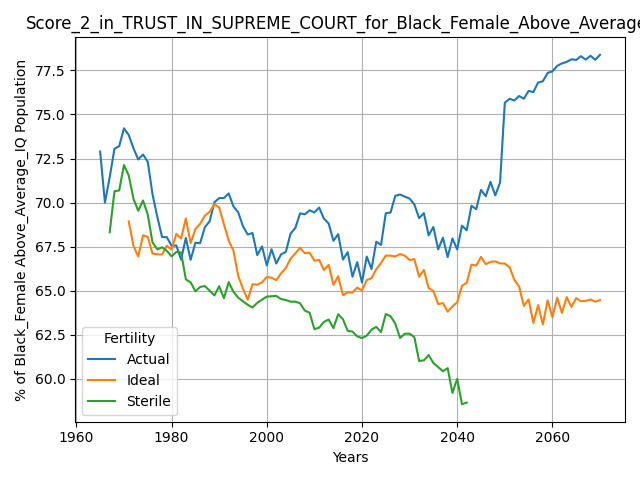 Score_2_in_TRUST_IN_SUPREME_COURT_for_Black_Female_Above_Average
% of Black_Female Above_Average_IQ Population
77.5
75.0
72.5
70.0
67.5
65.0
62.5
60.0
Fertility
Actual
Ideal
Sterile
1960 1980 2000 2020 2040 2060
Years